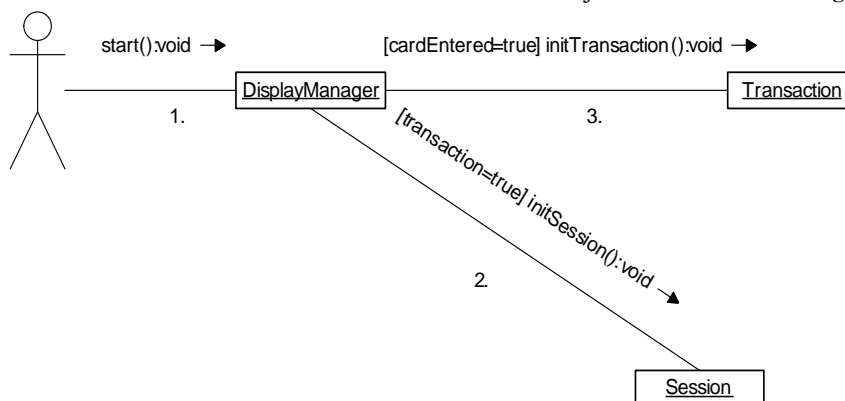 start():void
[cardEntered=true] initTransaction():void
DisplayManager
Transaction
1.
3.
[transaction=true] initSession():void
2.
Session